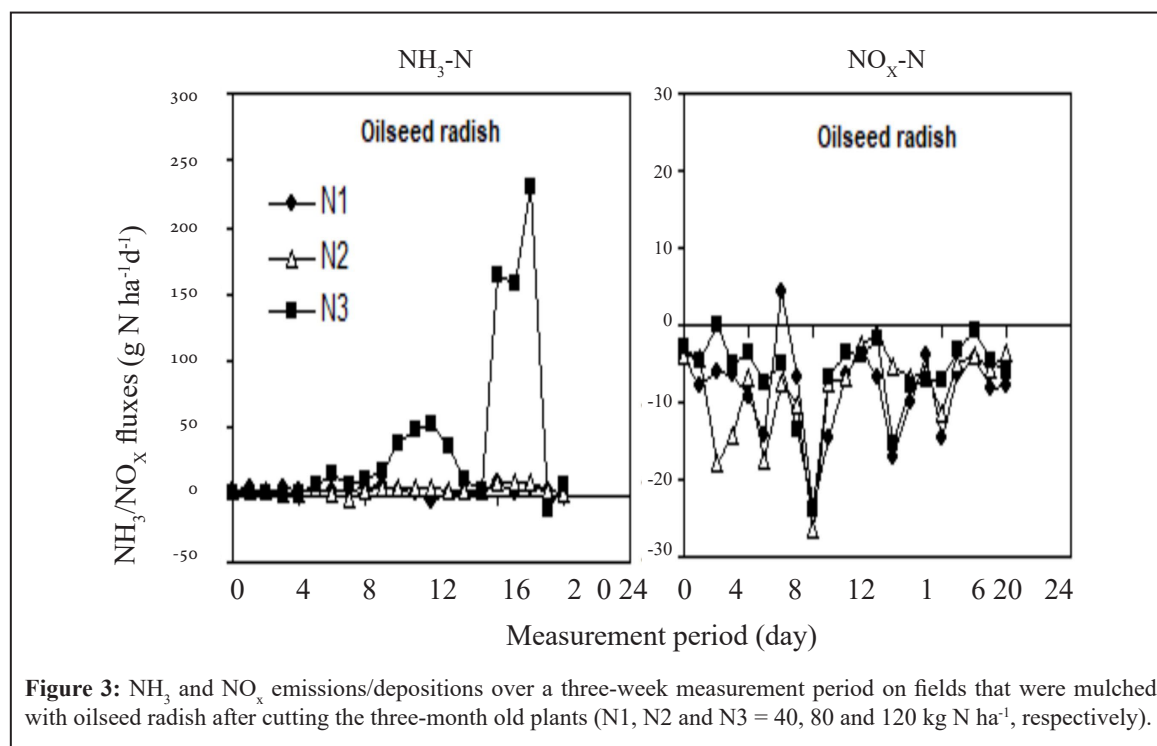 NH₃-N
NOₓ-N
300
250
200
150
100
50
0
-50
Oilseed radish
N1
N2
N3
30
20
10
0
-10
-20
-30
Oilseed radish
NH₃/NOₓ fluxes (g N ha⁻¹d⁻¹)
0 4 8 12 16 2 0 24
0 4 8 12 1 6 20 24
Measurement period (day)
Figure 3: NH₃ and NOₓ emissions/depositions over a three-week measurement period on fields that were mulched
with oilseed radish after cutting the three-month old plants (N1, N2 and N3 = 40, 80 and 120 kg N ha⁻¹, respectively).